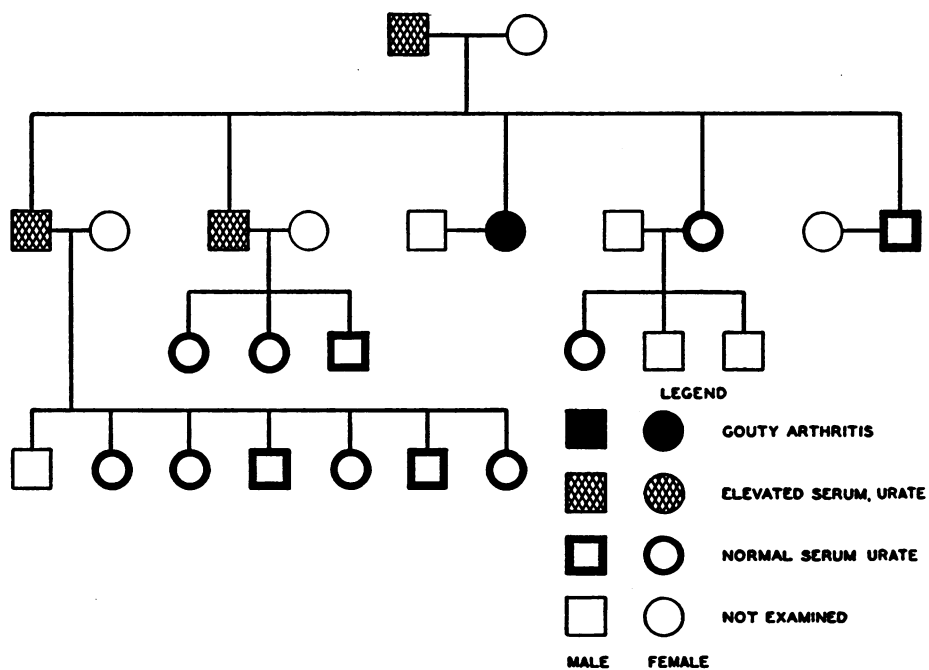 LEGEND
GOUTY ARTHRITIS
ELEVATED SERUM, URATE
NORMAL SERUM URATE
NOT EXAMINED
MALE FEMALE